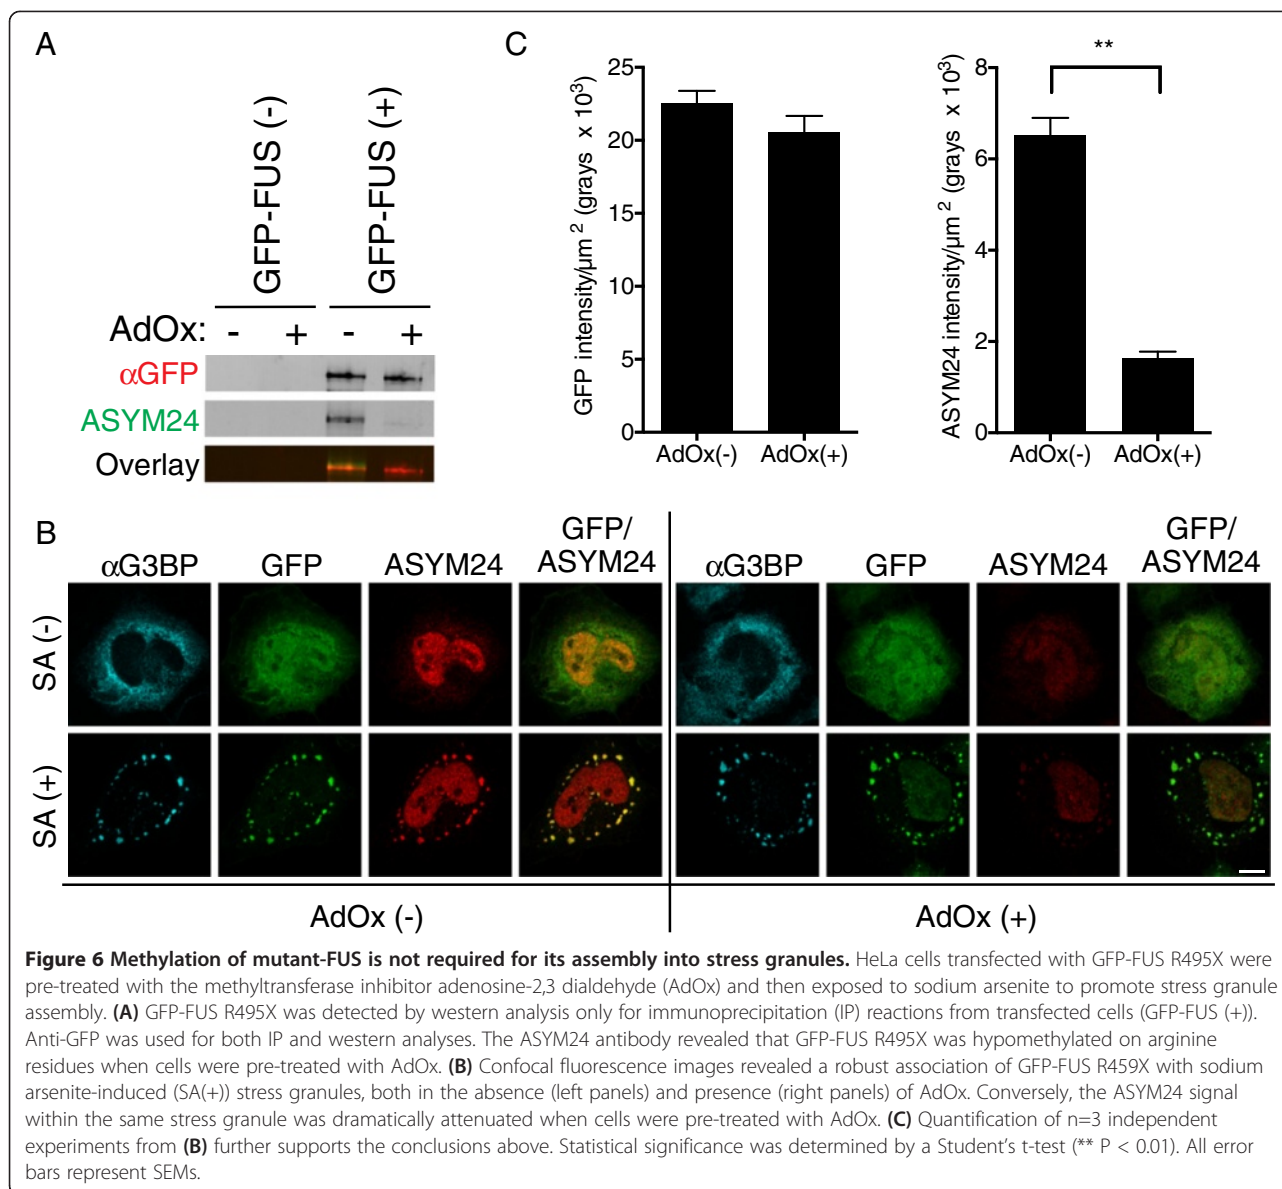 A
GFP-FUS (-)
GFP-FUS (+)
AdOx: - + - +
αGFP
ASYM24
Overlay
C
GFP intensity/µm² (grays x 10³)
25
20
15
10
5
0
AdOx(-) AdOx(+)
ASYM24 intensity/µm² (grays x 10³)
**
8
6
4
2
0
AdOx(-) AdOx(+)
B
αG3BP GFP ASYM24 GFP/ASYM24 αG3BP GFP ASYM24 GFP/ASYM24
SA (-)
SA (+)
AdOx (-) AdOx (+)
Figure 6 Methylation of mutant-FUS is not required for its assembly into stress granules. HeLa cells transfected with GFP-FUS R495X were
pre-treated with the methyltransferase inhibitor adenosine-2,3 dialdehyde (AdOx) and then exposed to sodium arsenite to promote stress granule
assembly. (A) GFP-FUS R495X was detected by western analysis only for immunoprecipitation (IP) reactions from transfected cells (GFP-FUS (+)).
Anti-GFP was used for both IP and western analyses. The ASYM24 antibody revealed that GFP-FUS R495X was hypomethylated on arginine
residues when cells were pre-treated with AdOx. (B) Confocal fluorescence images revealed a robust association of GFP-FUS R459X with sodium
arsenite-induced (SA(+)) stress granules, both in the absence (left panels) and presence (right panels) of AdOx. Conversely, the ASYM24 signal
within the same stress granule was dramatically attenuated when cells were pre-treated with AdOx. (C) Quantification of n=3 independent
experiments from (B) further supports the conclusions above. Statistical significance was determined by a Student's t-test (** P < 0.01). All error
bars represent SEMs.